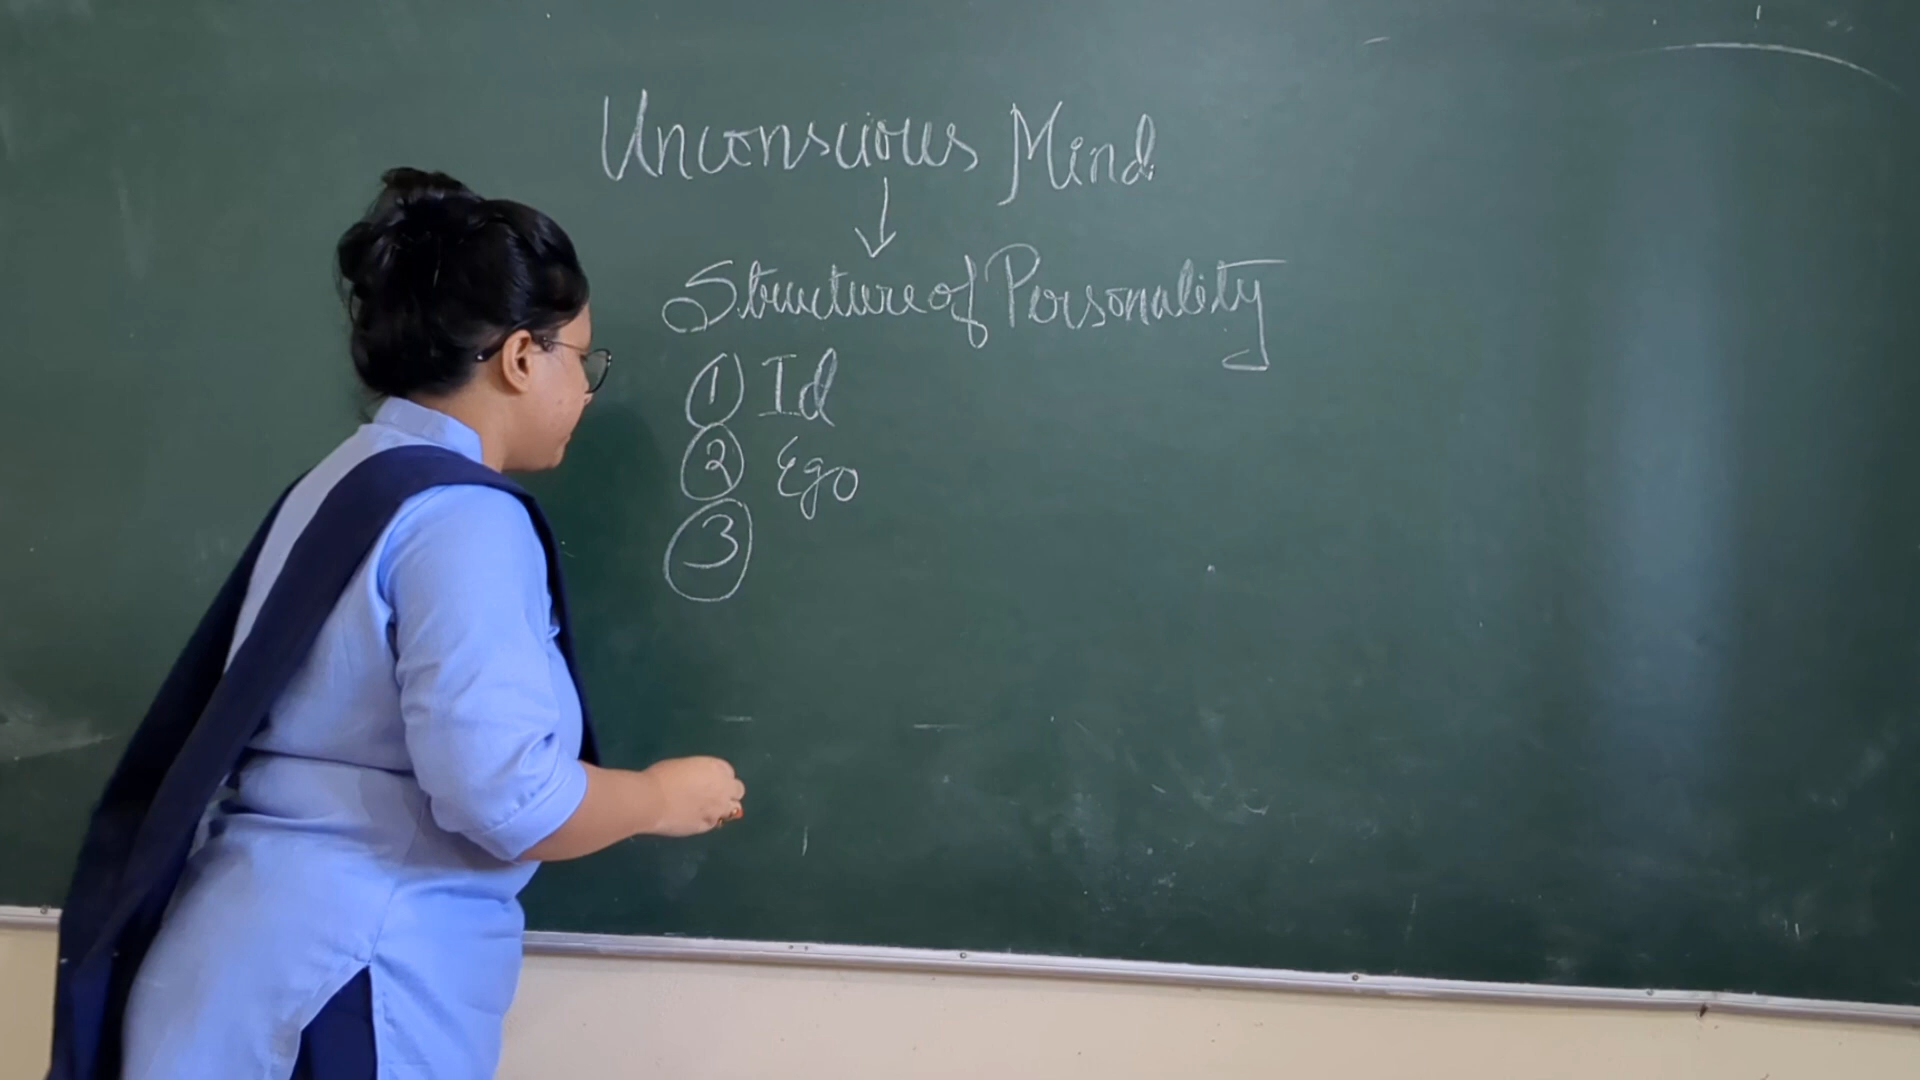 Unconscious Mind
↓
Structure of Personality
① Id
② Ego
③